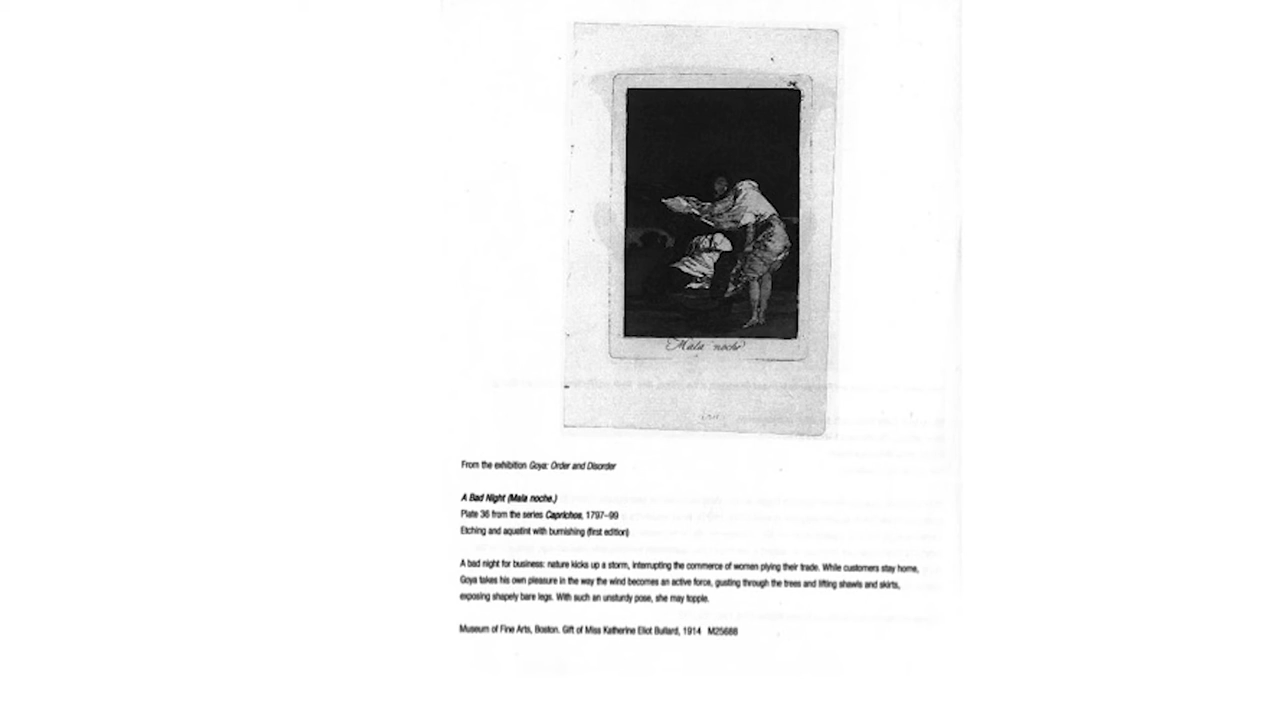 Mala noche
From the exhibition Goya: Order and Disorder
A Bad Night (Mala noche.)
Plate 36 from the series Caprichos, 1797–99
Etching and aquatint with burnishing (first edition)
A bad night for business: nature kicks up a storm, interrupting the commerce of women plying their trade. While customers stay home,
Goya takes his own pleasure in the way the wind becomes an active force, gusting through the trees and lifting shawls and skirts,
exposing shapely bare legs. With such an unsturdy pose, she may topple.
Museum of Fine Arts, Boston. Gift of Miss Katherine Eliot Bullard, 1914 M25688